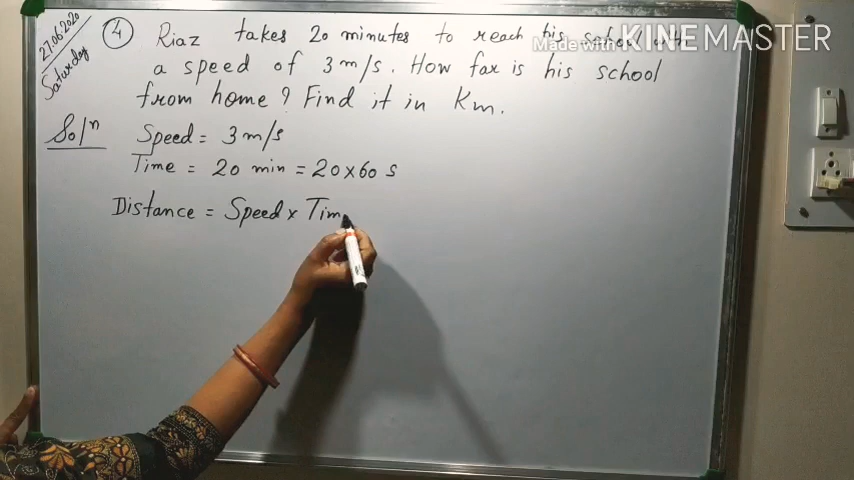 27.06.2020
Saturday
4 Riaz takes 20 minutes to reach his school
a speed of 3 m/s. How far is his school
from home? Find it in Km.
Sol^n
Speed = 3 m/s
Time = 20 min = 20×60 s
Distance = Speed × Tim
Made with KINEMASTER